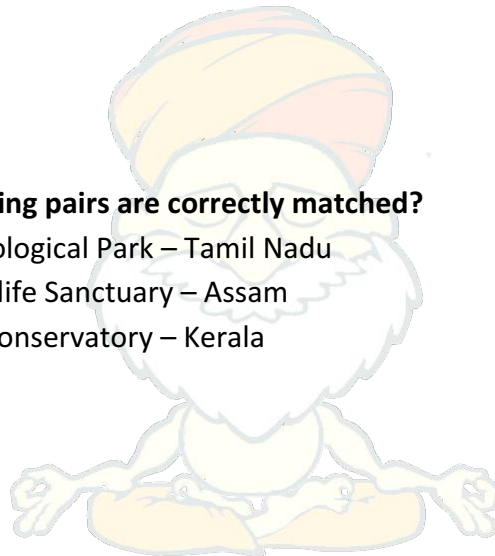 ing pairs are correctly matched?
ological Park – Tamil Nadu
life Sanctuary – Assam
onservatory – Kerala